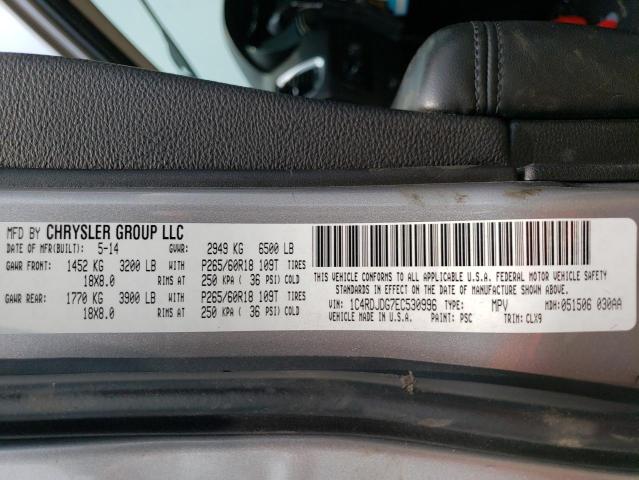 MFD BY CHRYSLER GROUP LLC
DATE OF MFR(BUILT): 5-14 GVWR: 2949 KG 6500 LB
GAWR FRONT: 1452 KG 3200 LB WITH P265/60R18 109T TIRES
18X8.0 RIMS AT 250 KPA ( 36 PSI) COLD
GAWR REAR: 1770 KG 3900 LB WITH P265/60R18 109T TIRES
18X8.0 RIMS AT 250 KPA ( 36 PSI) COLD
THIS VEHICLE CONFORMS TO ALL APPLICABLE U.S.A. FEDERAL MOTOR VEHICLE SAFETY
STANDARDS IN EFFECT ON THE DATE OF MANUFACTURE SHOWN ABOVE.
VIN: 1C4RDJDG7EC530996 TYPE: MPV MDH:051506 030AA
VEHICLE MADE IN U.S.A. PAINT: PSC TRIM: CLX9